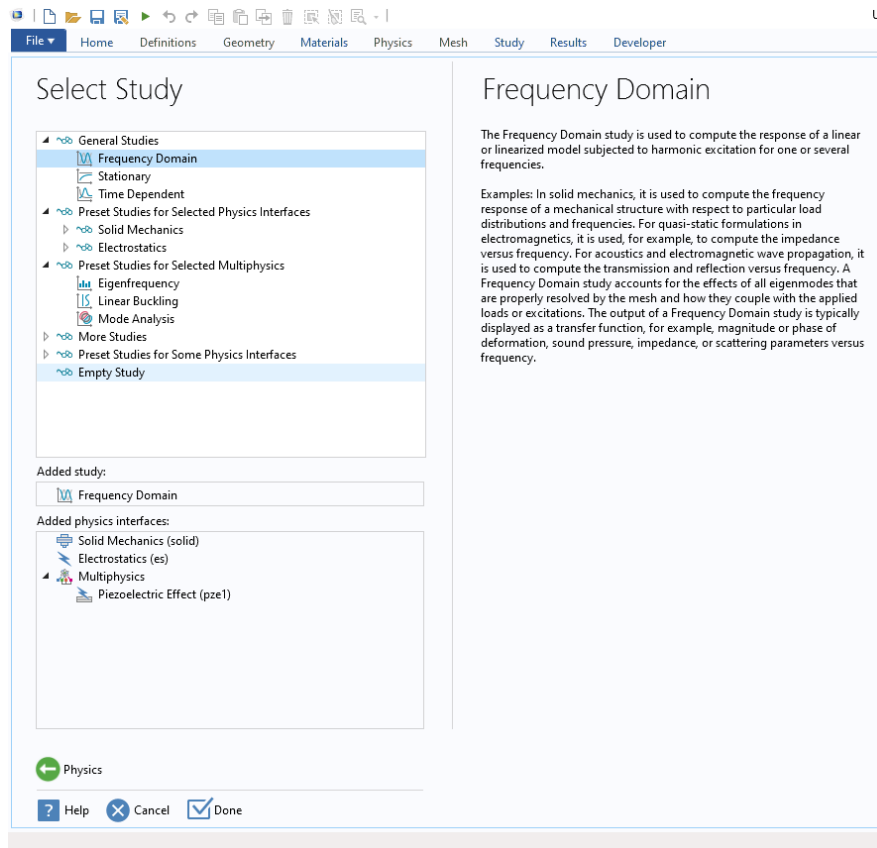 U
File
Home Definitions Geometry Materials Physics Mesh Study Results Developer
Select Study
General Studies
Frequency Domain
Stationary
Time Dependent
Preset Studies for Selected Physics Interfaces
Solid Mechanics
Electrostatics
Preset Studies for Selected Multiphysics
Eigenfrequency
Linear Buckling
Mode Analysis
More Studies
Preset Studies for Some Physics Interfaces
Empty Study
Added study:
Frequency Domain
Added physics interfaces:
Solid Mechanics (solid)
Electrostatics (es)
Multiphysics
Piezoelectric Effect (pze1)
Physics
? Help Cancel Done
Frequency Domain
The Frequency Domain study is used to compute the response of a linear
or linearized model subjected to harmonic excitation for one or several
frequencies.
Examples: In solid mechanics, it is used to compute the frequency
response of a mechanical structure with respect to particular load
distributions and frequencies. For quasi-static formulations in
electromagnetics, it is used, for example, to compute the impedance
versus frequency. For acoustics and electromagnetic wave propagation, it
is used to compute the transmission and reflection versus frequency. A
Frequency Domain study accounts for the effects of all eigenmodes that
are properly resolved by the mesh and how they couple with the applied
loads or excitations. The output of a Frequency Domain study is typically
displayed as a transfer function, for example, magnitude or phase of
deformation, sound pressure, impedance, or scattering parameters versus
frequency.